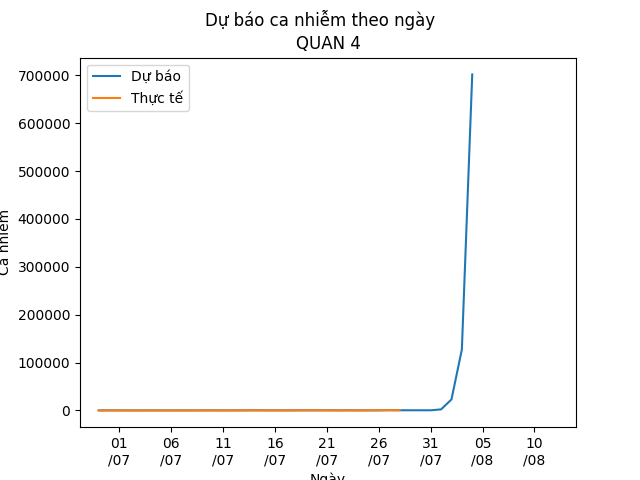 Dự báo ca nhiễm theo ngày
QUAN 4
Dự báo
Thực tế
700000
600000
500000
400000
300000
200000
100000
0
Ca nhiễm
01 /07
06 /07
11 /07
16 /07
21 /07
26 /07
31 /07
05 /08
10 /08
Ngày